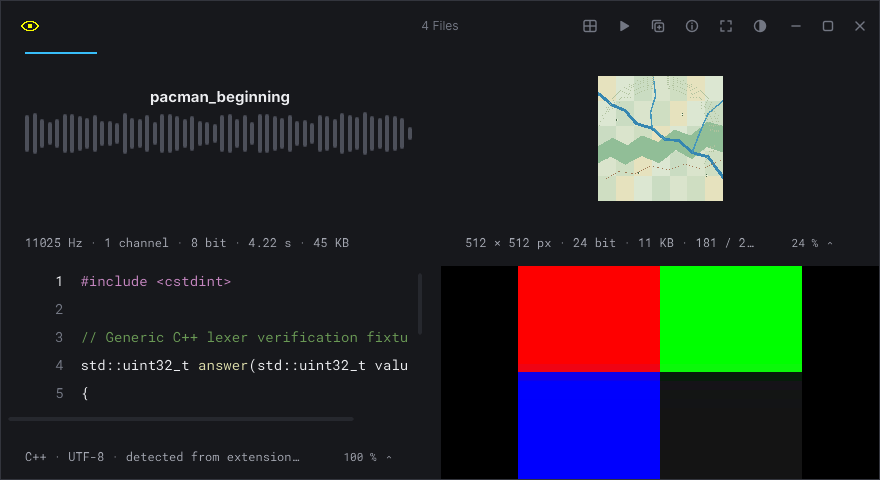 4 Files
pacman_beginning
11025 Hz · 1 channel · 8 bit · 4.22 s · 45 KB
512 × 512 px · 24 bit · 11 KB · 181 / 2… 24 %
1 #include <cstdint>
2
3 // Generic C++ lexer verification fixtu
4 std::uint32_t answer(std::uint32_t valu
5 {
C++ · UTF-8 · detected from extension… 100 %